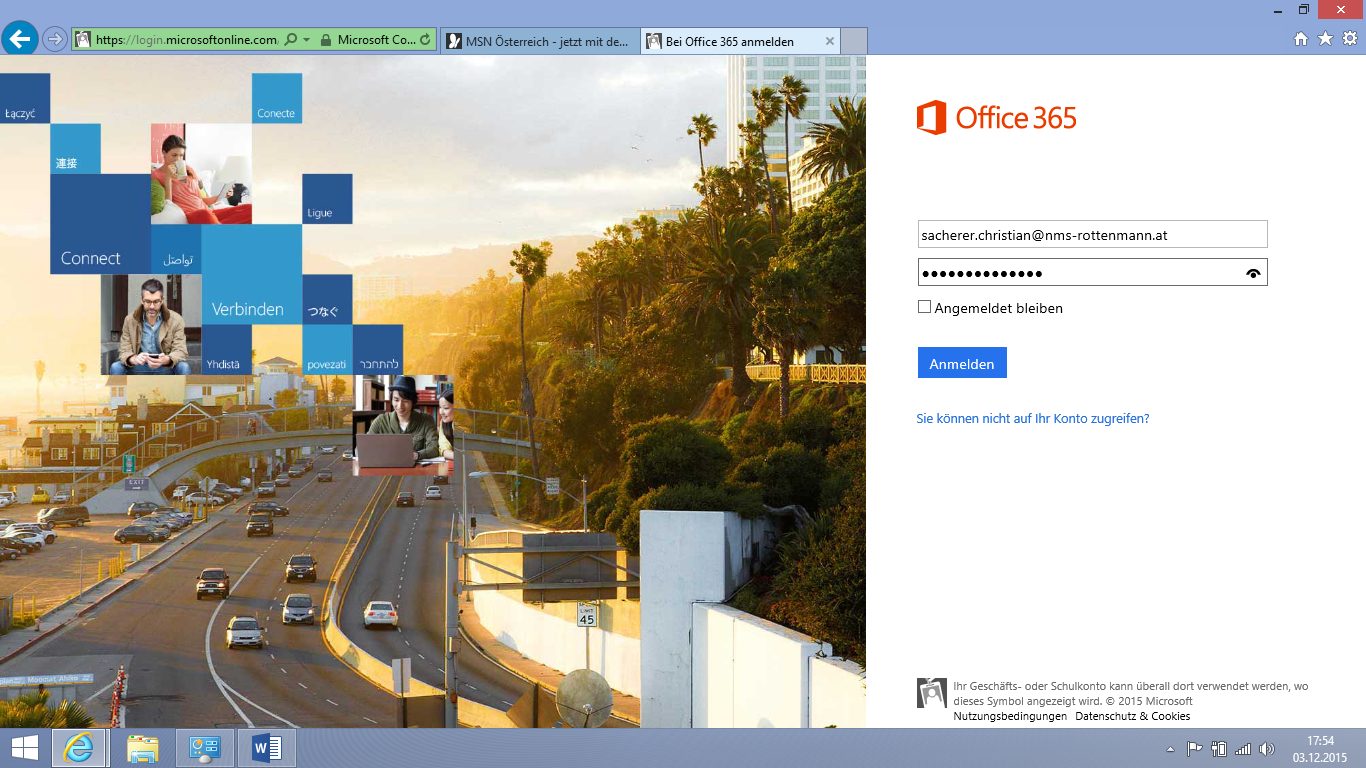 https://login.microsoftonline.com
Microsoft Co...
MSN Österreich - jetzt mit de...
Bei Office 365 anmelden
Łączyć
Conecte
連接
Ligue
Connect
تواصَل
Verbinden
つなぐ
Yhdistä
povezati
להתחבר
EXIT
LIMIT
45
Office 365
sacherer.christian@nms-rottenmann.at
Angemeldet bleiben
Anmelden
Sie können nicht auf Ihr Konto zugreifen?
Ihr Geschäfts- oder Schulkonto kann überall dort verwendet werden, wo
dieses Symbol angezeigt wird. © 2015 Microsoft
Nutzungsbedingungen Datenschutz & Cookies
17:54
03.12.2015